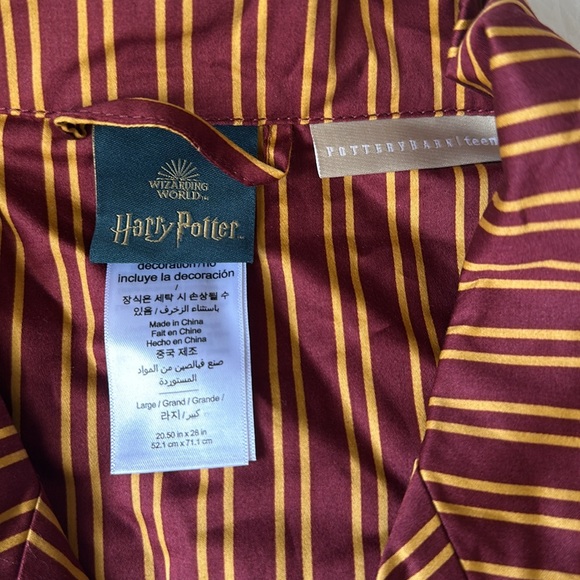 WIZARDING
WORLD
Harry Potter
POTTERYBARN|teen
decoration/no
incluye la decoración /
장식은 세탁 시 손상될 수
있음 / باستثناء الزخرف
Made in China
Fait en Chine
Hecho en China
중국 제조
صنع فيالصين من المواد
المستوردة
Large / Grand / Grande /
라지 / كبير/
20.50 in x 28 in
52.1 cm x 71.1 cm